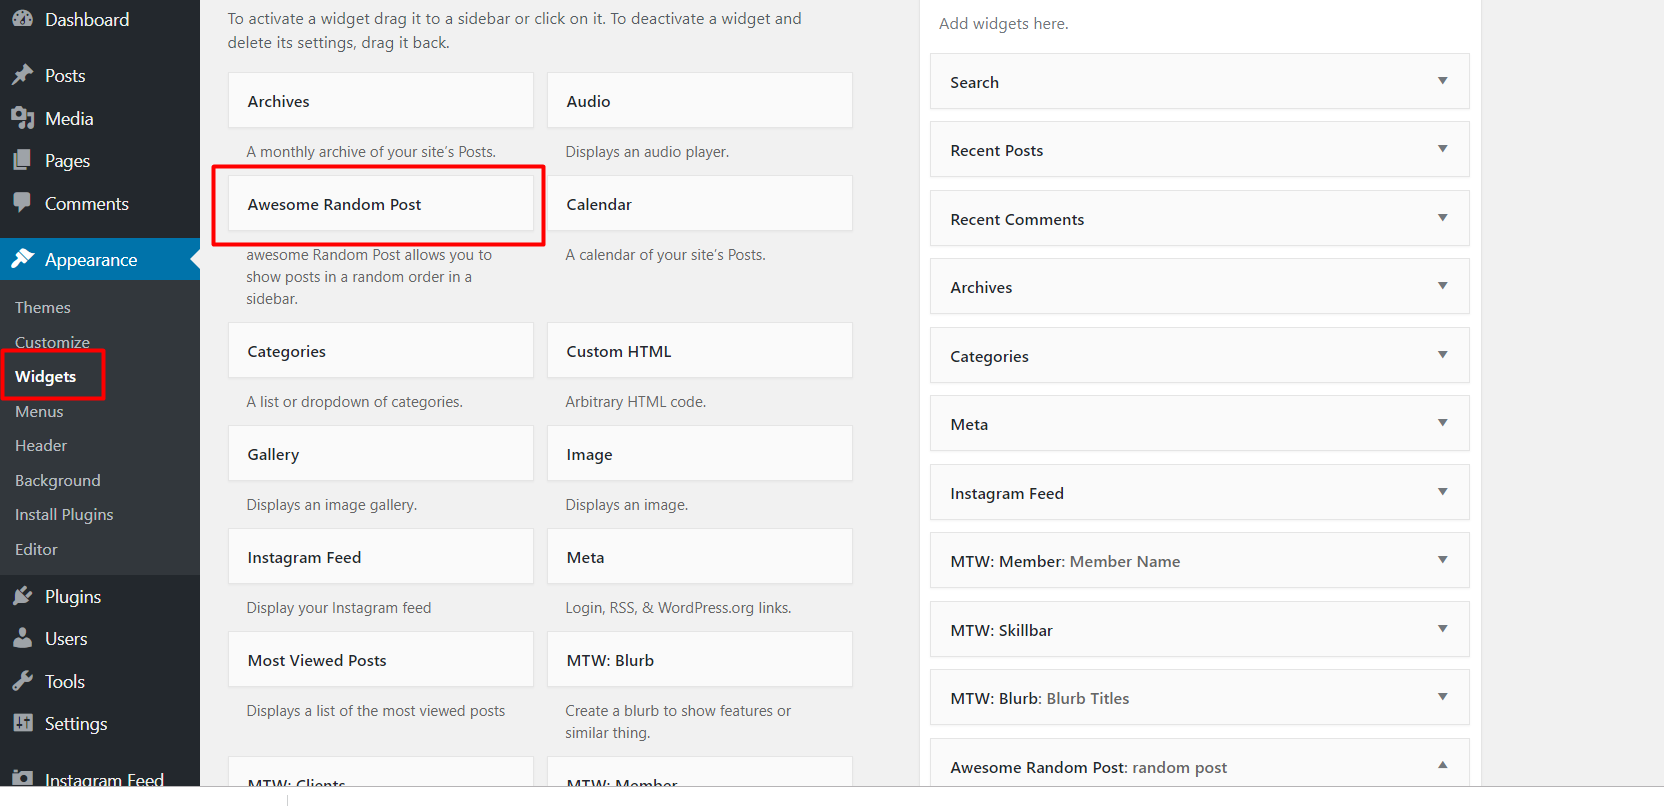 Dashboard
Posts
Media
Pages
Comments
Appearance
Themes
Customize
Widgets
Menus
Header
Background
Install Plugins
Editor
Plugins
Users
Tools
Settings
Instagram Feed
To activate a widget drag it to a sidebar or click on it. To deactivate a widget and
delete its settings, drag it back.
Archives
A monthly archive of your site's Posts.
Audio
Displays an audio player.
Awesome Random Post
awesome Random Post allows you to
show posts in a random order in a
sidebar.
Calendar
A calendar of your site's Posts.
Categories
A list or dropdown of categories.
Custom HTML
Arbitrary HTML code.
Gallery
Displays an image gallery.
Image
Displays an image.
Instagram Feed
Display your Instagram feed
Meta
Login, RSS, & WordPress.org links.
Most Viewed Posts
Displays a list of the most viewed posts
MTW: Blurb
Create a blurb to show features or
similar thing.
MTW: Clients
MTW: Member
Add widgets here.
Search
Recent Posts
Recent Comments
Archives
Categories
Meta
Instagram Feed
MTW: Member: Member Name
MTW: Skillbar
MTW: Blurb: Blurb Titles
Awesome Random Post: random post